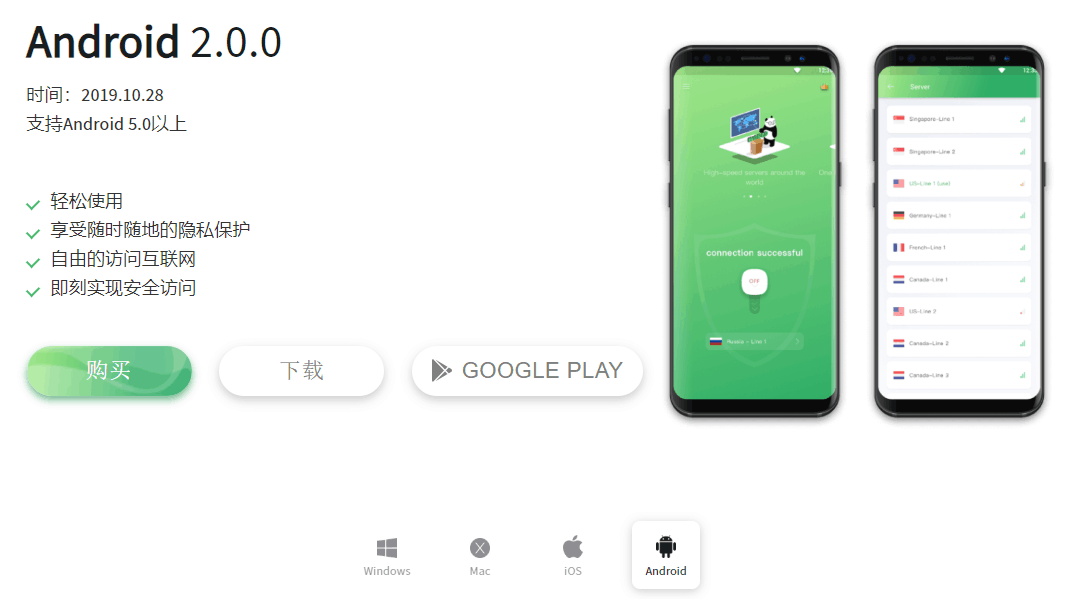 Android 2.0.0
时间：2019.10.28
支持Android 5.0以上
轻松使用
享受随时随地的隐私保护
自由的访问互联网
即刻实现安全访问
购买
下载
GOOGLE PLAY
12:30
High-speed servers around the
world
One
connection successful
OFF
Russia - Line 1
12:30
Server
Singapore-Line 1
Singapore-Line 2
US-Line 1
Germany-Line 1
French-Line 1
Canada-Line 1
US-Line 2
Canada-Line 2
Canada-Line 3
Windows
Mac
iOS
Android